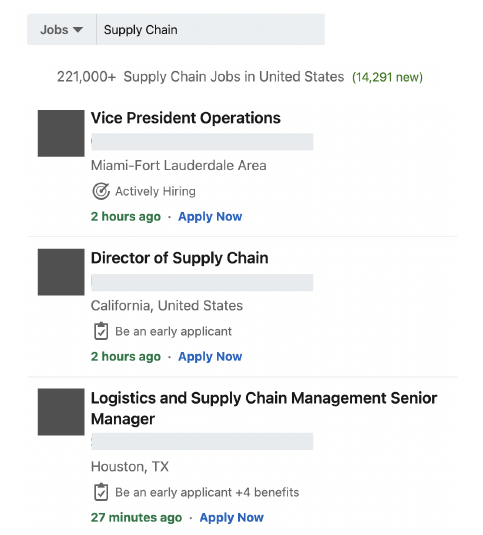 Jobs Supply Chain
221,000+ Supply Chain Jobs in United States (14,291 new)
Vice President Operations
Miami-Fort Lauderdale Area
Actively Hiring
2 hours ago · Apply Now
Director of Supply Chain
California, United States
Be an early applicant
2 hours ago · Apply Now
Logistics and Supply Chain Management Senior
Manager
Houston, TX
Be an early applicant +4 benefits
27 minutes ago · Apply Now